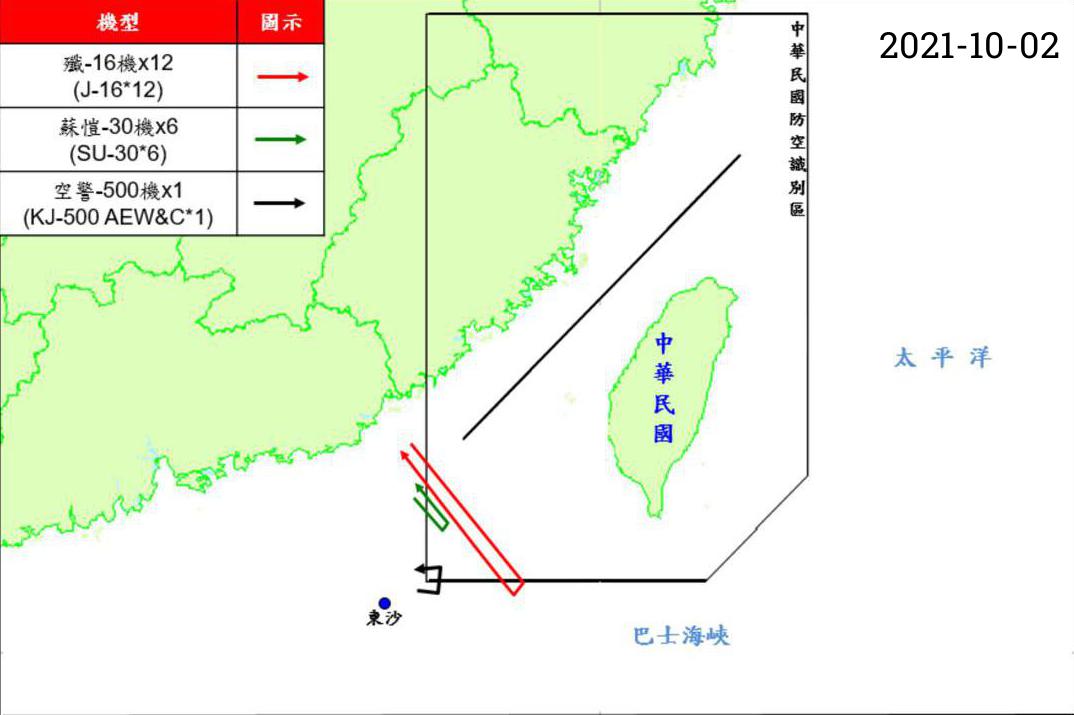 機型 圖示
殲-16機x12
(J-16*12)
蘇愷-30機x6
(SU-30*6)
空警-500機x1
(KJ-500 AEW&C*1)
2021-10-02
中華民國防空識別區
中華民國
太平洋
東沙
巴士海峽